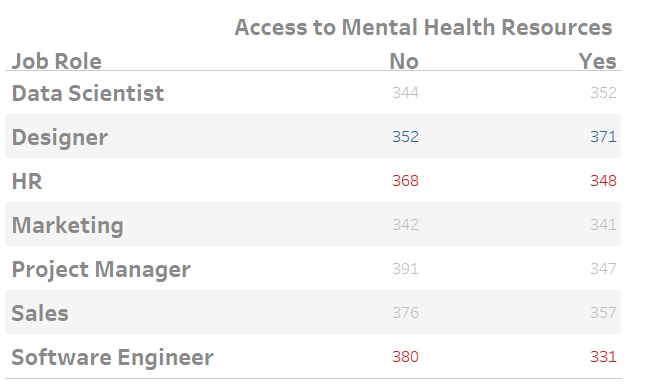 Access to Mental Health Resources
Job Role No Yes
Data Scientist 344 352
Designer 352 371
HR 368 348
Marketing 342 341
Project Manager 391 347
Sales 376 357
Software Engineer 380 331